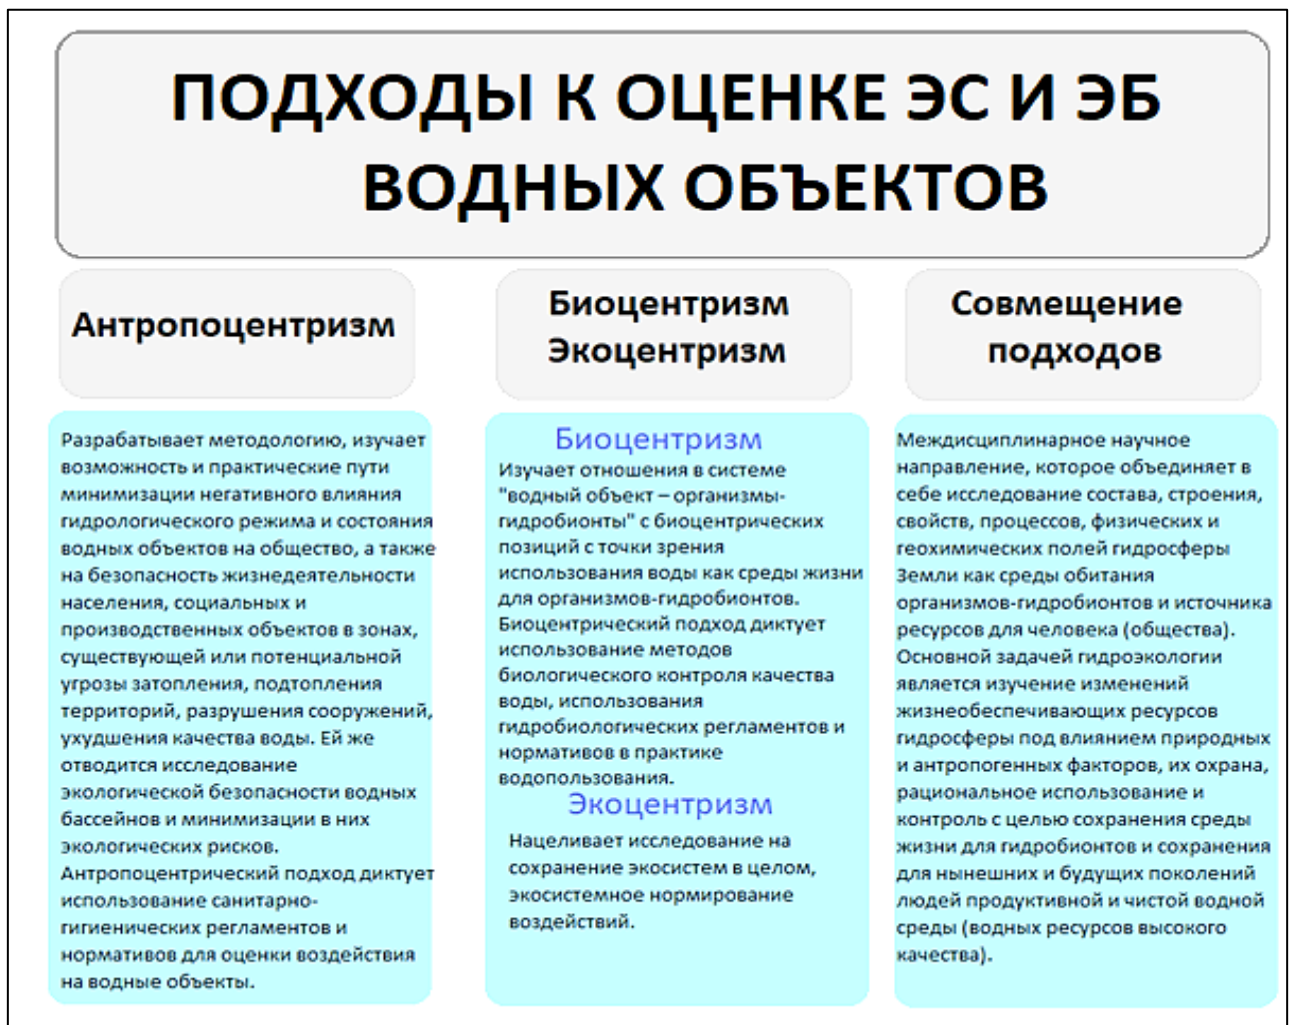 ПОДХОДЫ К ОЦЕНКЕ ЭС И ЭБ
ВОДНЫХ ОБЪЕКТОВ
Антропоцентризм
Разрабатывает методологию, изучает
возможность и практические пути
минимизации негативного влияния
гидрологического режима и состояния
водных объектов на общество, а также
на безопасность жизнедеятельности
населения, социальных и
производственных объектов в зонах,
существующей или потенциальной
угрозы затопления, подтопления
территорий, разрушения сооружений,
ухудшения качества воды. Ей же
отводится исследование
экологической безопасности водных
бассейнов и минимизации в них
экологических рисков.
Антропоцентрический подход диктует
использование санитарно-
гигиенических регламентов и
нормативов для оценки воздействия
на водные объекты.
Биоцентризм
Экоцентризм
Биоцентризм
Изучает отношения в системе
"водный объект – организмы-
гидробионты" с биоцентрических
позиций с точки зрения
использования воды как среды жизни
для организмов-гидробионтов.
Биоцентрический подход диктует
использование методов
биологического контроля качества
воды, использования
гидробиологических регламентов и
нормативов в практике
водопользования.
Экоцентризм
Нацеливает исследование на
сохранение экосистем в целом,
экосистемное нормирование
воздействий.
Совмещение
подходов
Междисциплинарное научное
направление, которое объединяет в
себе исследование состава, строения,
свойств, процессов, физических и
геохимических полей гидросферы
Земли как среды обитания
организмов-гидробионтов и источника
ресурсов для человека (общества).
Основной задачей гидроэкологии
является изучение изменений
жизнеобеспечивающих ресурсов
гидросферы под влиянием природных
и антропогенных факторов, их охрана,
рациональное использование и
контроль с целью сохранения среды
жизни для гидробионтов и сохранения
для нынешних и будущих поколений
людей продуктивной и чистой водной
среды (водных ресурсов высокого
качества).